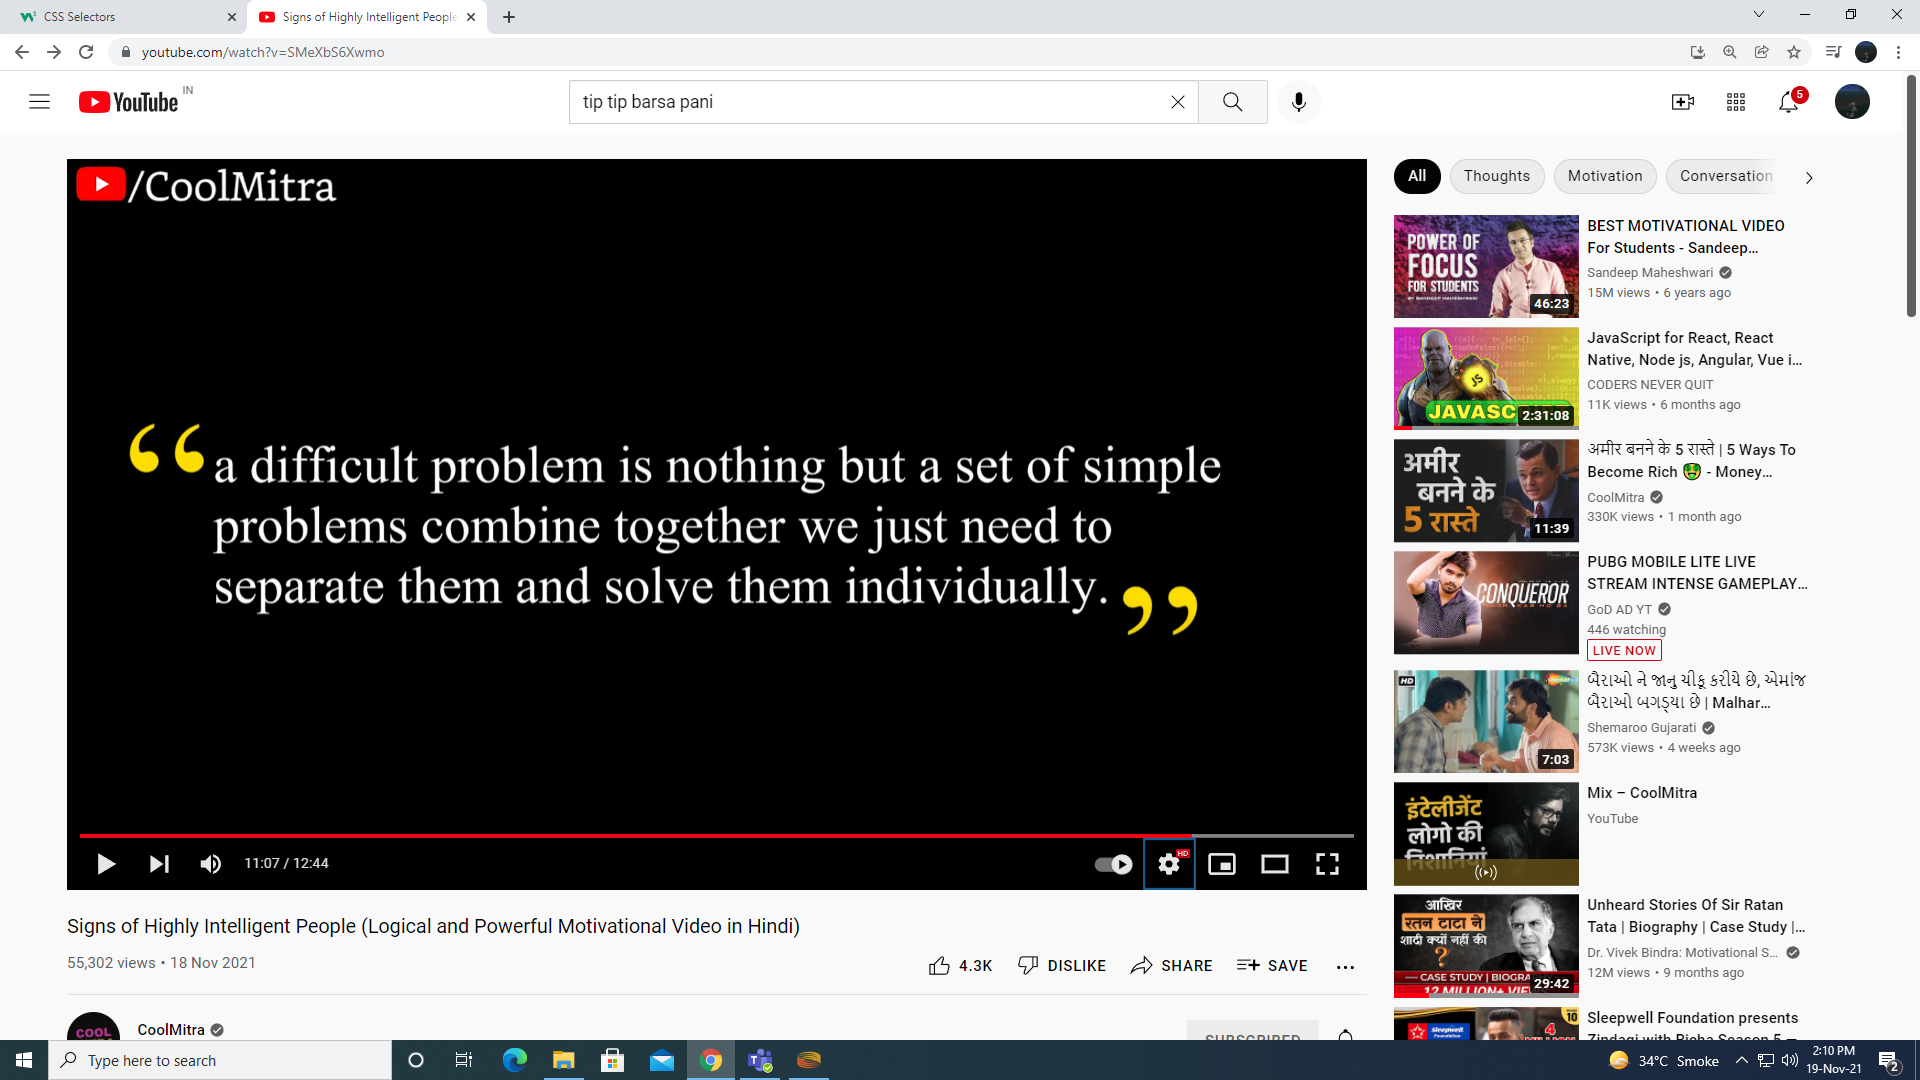 CSS Selectors
Signs of Highly Intelligent People
youtube.com/watch?v=SMeXbS6Xwmo
YouTube IN
tip tip barsa pani
5
/CoolMitra
“a difficult problem is nothing but a set of simple
problems combine together we just need to
separate them and solve them individually.”
11:07 / 12:44
HD
Signs of Highly Intelligent People (Logical and Powerful Motivational Video in Hindi)
55,302 views • 18 Nov 2021
4.3K DISLIKE SHARE SAVE
COOL
CoolMitra
SUBSCRIBED
All Thoughts Motivation Conversation
POWER OF
FOCUS
FOR STUDENTS
BY SANDEEP MAHESHWARI
46:23
BEST MOTIVATIONAL VIDEO
For Students - Sandeep...
Sandeep Maheshwari
15M views • 6 years ago
JS
JAVASC
2:31:08
JavaScript for React, React
Native, Node js, Angular, Vue i...
CODERS NEVER QUIT
11K views • 6 months ago
अमीर
बनने के
5 रास्ते
11:39
अमीर बनने के 5 रास्ते | 5 Ways To
Become Rich 🤑 - Money...
CoolMitra
330K views • 1 month ago
CONQUEROR
PUBG MOBILE LITE LIVE
STREAM INTENSE GAMEPLAY...
GoD AD YT
446 watching
LIVE NOW
HD
7:03
બૈરાઓ ને જાનુ ચીકૂ કરીયે છે, એમાંજ
બૈરાઓ બગડ્યા છે | Malhar...
Shemaroo Gujarati
573K views • 4 weeks ago
इंटेलीजेंट
लोगो की
निशानियां
Mix – CoolMitra
YouTube
आखिर
रतन टाटा ने
शादी क्यों नहीं की
?
CASE STUDY | BIOGRA
12 MILLION+ VIE
29:42
Unheard Stories Of Sir Ratan
Tata | Biography | Case Study |...
Dr. Vivek Bindra: Motivational S...
12M views • 9 months ago
Sleepwell
Foundation
4
10
Sleepwell Foundation presents
Zindagi with Richa Season 5 –
Type here to search
34°C Smoke
2:10 PM
19-Nov-21
2